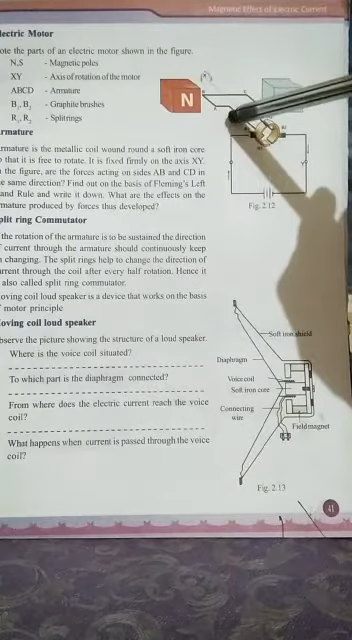 Magnetic Effect of Electric Current
lectric Motor
ote the parts of an electric motor shown in the figure.
N,S - Magnetic poles
XY - Axis of rotation of the motor
ABCD - Armature
B₁, B₂ - Graphite brushes
R₁, R₂ - Split rings
N
rmature
rmature is the metallic coil wound round a soft iron core
that it is free to rotate. It is fixed firmly on the axis XY.
the figure, are the forces acting on sides AB and CD in
e same direction? Find out on the basis of Fleming's Left
and Rule and write it down. What are the effects on the
mature produced by forces thus developed?
Fig. 2.12
plit ring Commutator
the rotation of the armature is to be sustained the direction
current through the armature should continuously keep
changing. The split rings help to change the direction of
rrent through the coil after every half rotation. Hence it
also called split ring commutator.
oving coil loud speaker is a device that works on the basis
motor principle
oving coil loud speaker
bserve the picture showing the structure of a loud speaker.
Where is the voice coil situated?
To which part is the diaphragm connected?
From where does the electric current reach the voice
coil?
What happens when current is passed through the voice
coil?
Soft iron shield
Diaphragm
Voice coil
Soft iron core
Connecting
wire
Field magnet
Fig. 2.13
41